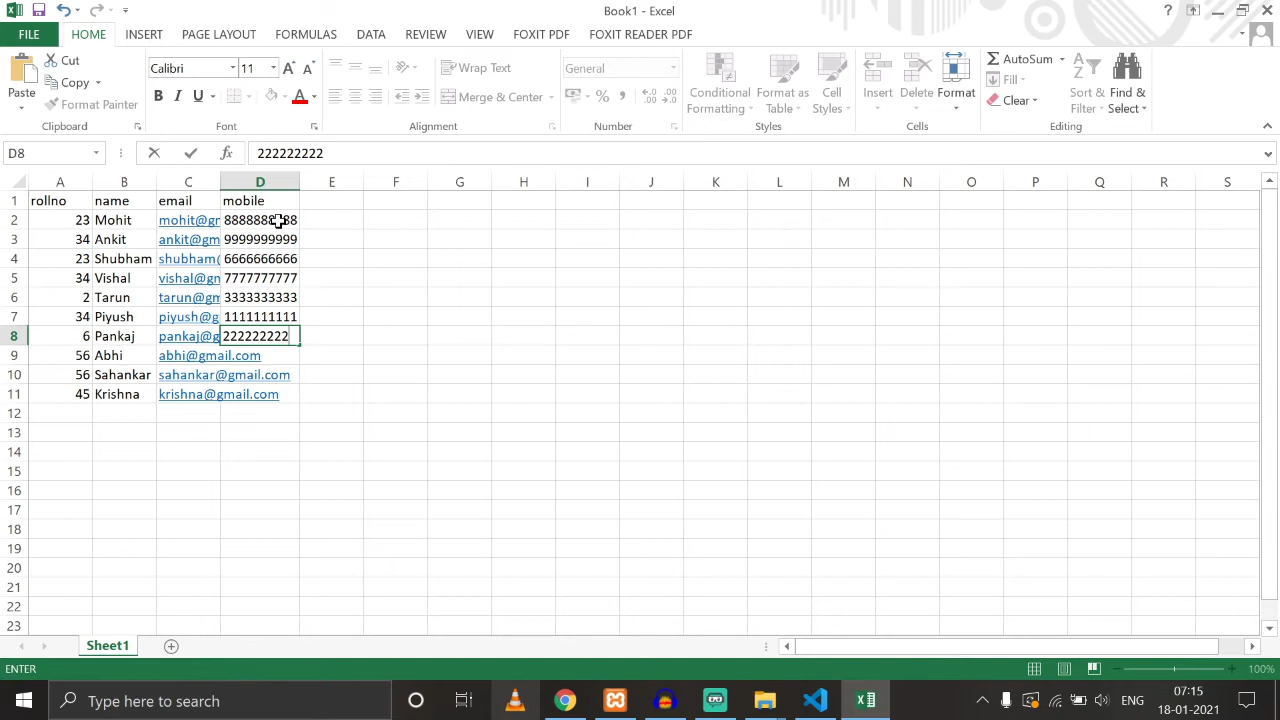 Book1 - Excel
FILE HOME INSERT PAGE LAYOUT FORMULAS DATA REVIEW VIEW FOXIT PDF FOXIT READER PDF
Paste
Cut
Copy
Format Painter
Clipboard
Calibri 11
B I U
Font
Wrap Text
Merge & Center
Alignment
General
Number
Conditional Formatting
Format as Table
Cell Styles
Styles
Insert Delete Format
Cells
AutoSum
Fill
Clear
Sort & Filter
Find & Select
Editing
D8 fx 222222222
A B C D E F G H I J K L M N O P Q R S
1 rollno name email mobile
2 23 Mohit mohit@gn 8888888888
3 34 Ankit ankit@gm 9999999999
4 23 Shubham shubham@ 6666666666
5 34 Vishal vishal@gn 7777777777
6 2 Tarun tarun@gm 3333333333
7 34 Piyush piyush@g 1111111111
8 6 Pankaj pankaj@g 222222222
9 56 Abhi abhi@gmail.com
10 56 Sahankar sahankar@gmail.com
11 45 Krishna krishna@gmail.com
12
13
14
15
16
17
18
19
20
21
22
23
Sheet1
ENTER 100%
Type here to search
ENG
07:15
18-01-2021